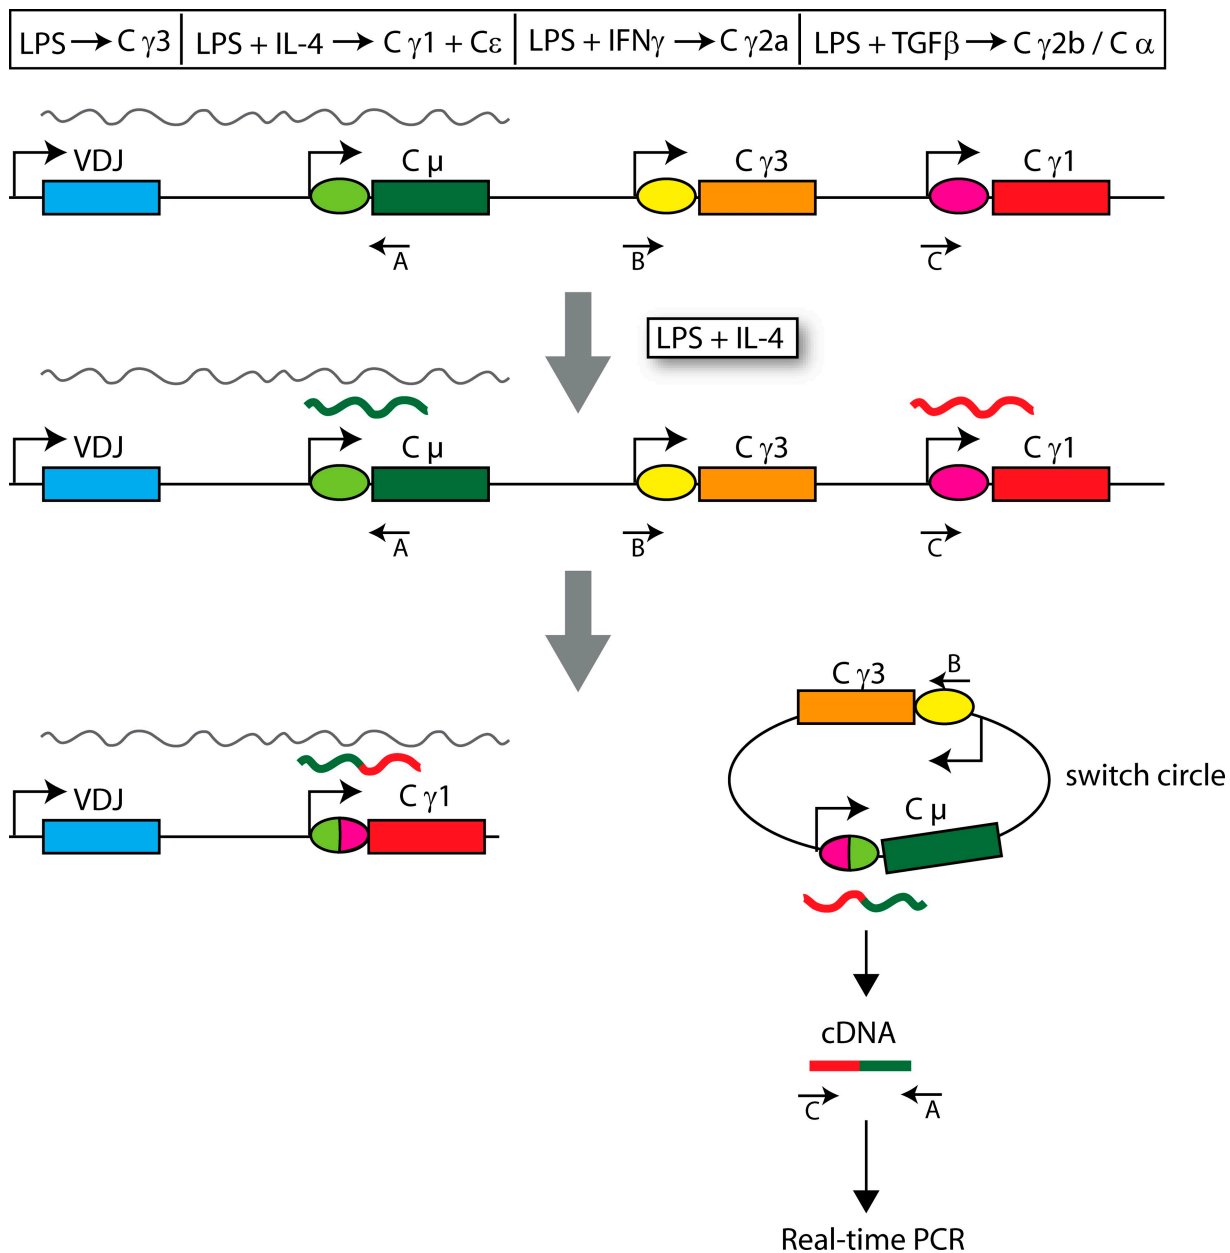 LPS → C γ3 | LPS + IL-4 → C γ1 + Cε | LPS + IFNγ → C γ2a | LPS + TGFβ → C γ2b / C α
VDJ C μ C γ3 C γ1
A B C
LPS + IL-4
VDJ C μ C γ3 C γ1
A B C
C γ3 B
VDJ C γ1
switch circle
C μ
cDNA
C A
Real-time PCR